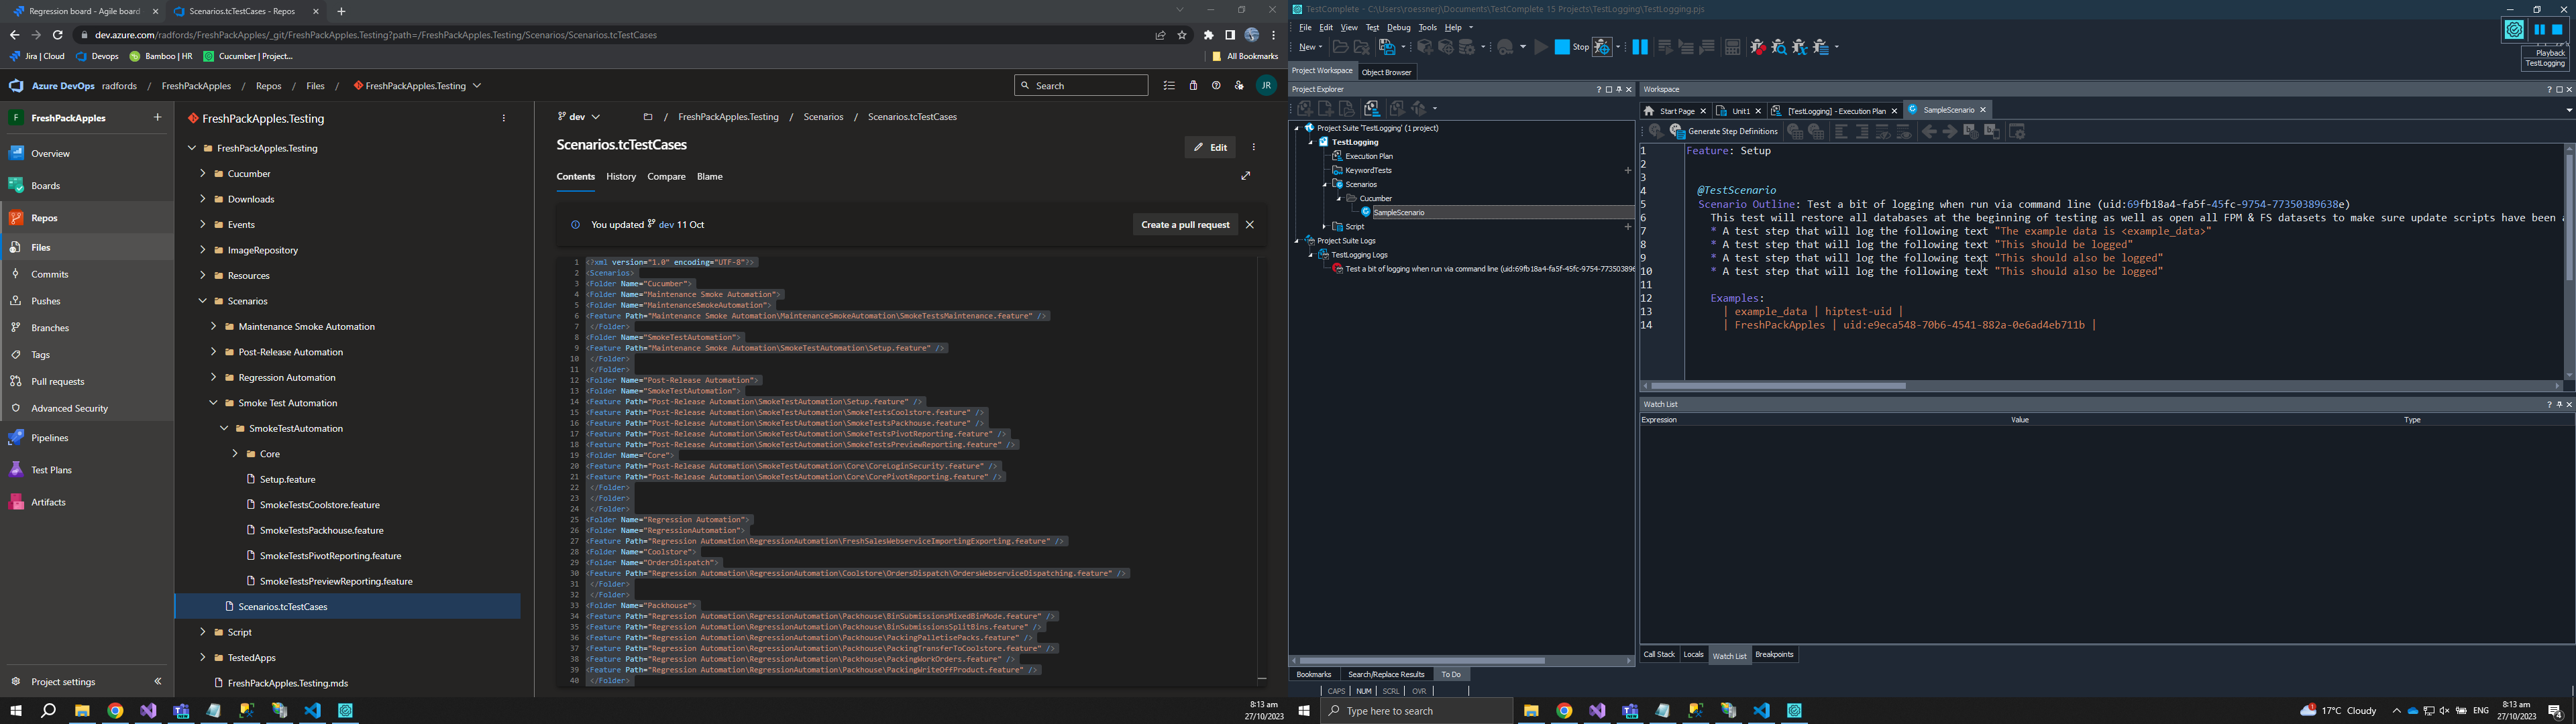 Regression board - Agile board
Scenarios.tcTestCases - Repos
dev.azure.com/radfords/FreshPackApples/_git/FreshPackApples.Testing?path=/FreshPackApples.Testing/Scenarios/Scenarios.tcTestCases
Jira | Cloud
Devops
Bamboo | HR
Cucumber | Project...
All Bookmarks
Azure DevOps radfords / FreshPackApples / Repos / Files / FreshPackApples.Testing
Search
JR
F FreshPackApples
Overview
Boards
Repos
Files
Commits
Pushes
Branches
Tags
Pull requests
Advanced Security
Pipelines
Test Plans
Artifacts
Project settings
FreshPackApples.Testing
FreshPackApples.Testing
Cucumber
Downloads
Events
ImageRepository
Resources
Scenarios
Maintenance Smoke Automation
Post-Release Automation
Regression Automation
Smoke Test Automation
SmokeTestAutomation
Core
Setup.feature
SmokeTestsCoolstore.feature
SmokeTestsPackhouse.feature
SmokeTestsPivotReporting.feature
SmokeTestsPreviewReporting.feature
Scenarios.tcTestCases
Script
TestedApps
FreshPackApples.Testing.mds
dev / FreshPackApples.Testing / Scenarios / Scenarios.tcTestCases
Scenarios.tcTestCases
Edit
Contents History Compare Blame
You updated dev 11 Oct
Create a pull request
1 <?xml version="1.0" encoding="UTF-8"?>
2 <Scenarios>
3 <Folder Name="Cucumber">
4 <Folder Name="Maintenance Smoke Automation">
5 <Folder Name="MaintenanceSmokeAutomation">
6 <Feature Path="Maintenance Smoke Automation\MaintenanceSmokeAutomation\SmokeTestsMaintenance.feature" />
7 </Folder>
8 <Folder Name="SmokeTestAutomation">
9 <Feature Path="Maintenance Smoke Automation\SmokeTestAutomation\Setup.feature" />
10 </Folder>
11 </Folder>
12 <Folder Name="Post-Release Automation">
13 <Folder Name="SmokeTestAutomation">
14 <Feature Path="Post-Release Automation\SmokeTestAutomation\Setup.feature" />
15 <Feature Path="Post-Release Automation\SmokeTestAutomation\SmokeTestsCoolstore.feature" />
16 <Feature Path="Post-Release Automation\SmokeTestAutomation\SmokeTestsPackhouse.feature" />
17 <Feature Path="Post-Release Automation\SmokeTestAutomation\SmokeTestsPivotReporting.feature" />
18 <Feature Path="Post-Release Automation\SmokeTestAutomation\SmokeTestsPreviewReporting.feature" />
19 <Folder Name="Core">
20 <Feature Path="Post-Release Automation\SmokeTestAutomation\Core\CoreLoginSecurity.feature" />
21 <Feature Path="Post-Release Automation\SmokeTestAutomation\Core\CorePivotReporting.feature" />
22 </Folder>
23 </Folder>
24 </Folder>
25 <Folder Name="Regression Automation">
26 <Folder Name="RegressionAutomation">
27 <Feature Path="Regression Automation\RegressionAutomation\FreshSalesWebserviceImportingExporting.feature" />
28 <Folder Name="Coolstore">
29 <Folder Name="OrdersDispatch">
30 <Feature Path="Regression Automation\RegressionAutomation\Coolstore\OrdersDispatch\OrdersWebserviceDispatching.feature" />
31 </Folder>
32 </Folder>
33 <Folder Name="Packhouse">
34 <Feature Path="Regression Automation\RegressionAutomation\Packhouse\BinSubmissionsMixedBinMode.feature" />
35 <Feature Path="Regression Automation\RegressionAutomation\Packhouse\BinSubmissionsSplitBins.feature" />
36 <Feature Path="Regression Automation\RegressionAutomation\Packhouse\PackingPalletisePacks.feature" />
37 <Feature Path="Regression Automation\RegressionAutomation\Packhouse\PackingTransferToCoolstore.feature" />
38 <Feature Path="Regression Automation\RegressionAutomation\Packhouse\PackingWorkOrders.feature" />
39 <Feature Path="Regression Automation\RegressionAutomation\Packhouse\PackingWriteOffProduct.feature" />
40 </Folder>
8:13 am
27/10/2023
TestComplete - C:\Users\roessnerj\Documents\TestComplete 15 Projects\TestLogging\TestLogging.pjs
File Edit View Test Debug Tools Help
New
Stop
Playback
TestLogging
Project Workspace
Object Browser
Project Explorer
Project Suite 'TestLogging' (1 project)
TestLogging
Execution Plan
KeywordTests
Scenarios
Cucumber
SampleScenario
Script
Project Suite Logs
TestLogging Logs
Test a bit of logging when run via command line (uid:69fb18a4-fa5f-45fc-9754-773503896
Bookmarks Search/Replace Results To Do
CAPS NUM SCRL OVR
Workspace
Start Page Unit1 [TestLogging] - Execution Plan SampleScenario
Generate Step Definitions
1 Feature: Setup
2
3
4 @TestScenario
5 Scenario Outline: Test a bit of logging when run via command line (uid:69fb18a4-fa5f-45fc-9754-77350389638e)
6 This test will restore all databases at the beginning of testing as well as open all FPM & FS datasets to make sure update scripts have been
7 * A test step that will log the following text "The example data is <example_data>"
8 * A test step that will log the following text "This should be logged"
9 * A test step that will log the following text "This should also be logged"
10 * A test step that will log the following text "This should also be logged"
11
12 Examples:
13 | example_data | hiptest-uid |
14 | FreshPackApples | uid:e9eca548-70b6-4541-882a-0e6ad4eb711b |
Watch List
Expression Value Type
Call Stack Locals Watch List Breakpoints
Type here to search
17°C Cloudy
ENG
8:13 am
27/10/2023